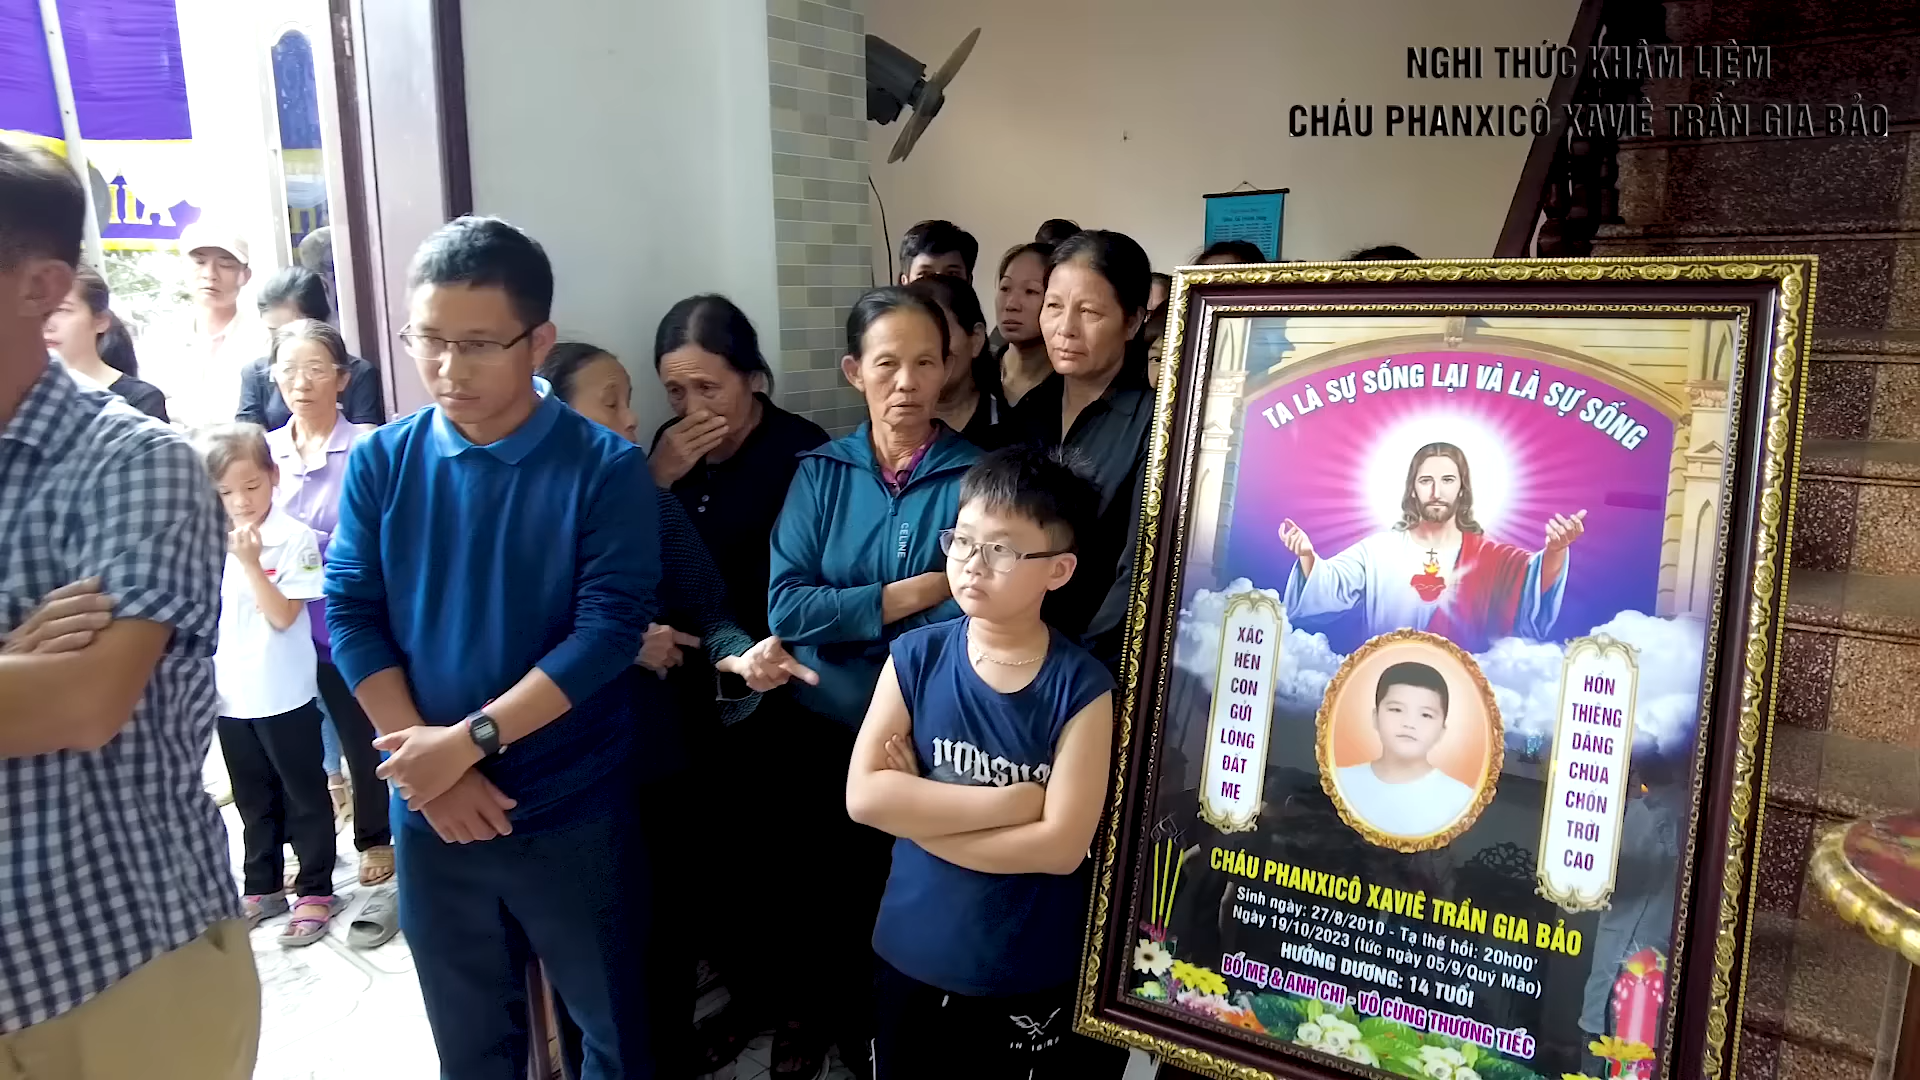 NGHI THỨC KHÂM LIỆM
CHÁU PHANXICÔ XAVIÊ TRẦN GIA BẢO
TA LÀ SỰ SỐNG LẠI VÀ LÀ SỰ SỐNG
XÁC
HÈN
CON
GỬI
LÒNG
ĐẤT
MẸ
HỒN
THIÊNG
DÂNG
CHÚA
CHỐN
TRỜI
CAO
CHÁU PHANXICÔ XAVIÊ TRẦN GIA BẢO
Sinh ngày: 27/8/2010 - Tạ thế hồi: 20h00'
Ngày 19/10/2023 (tức ngày 05/9/Quý Mão)
HƯỞNG DƯƠNG: 14 TUỔI
BỐ MẸ & ANH CHỊ - VÔ CÙNG THƯƠNG TIẾC
CELINE